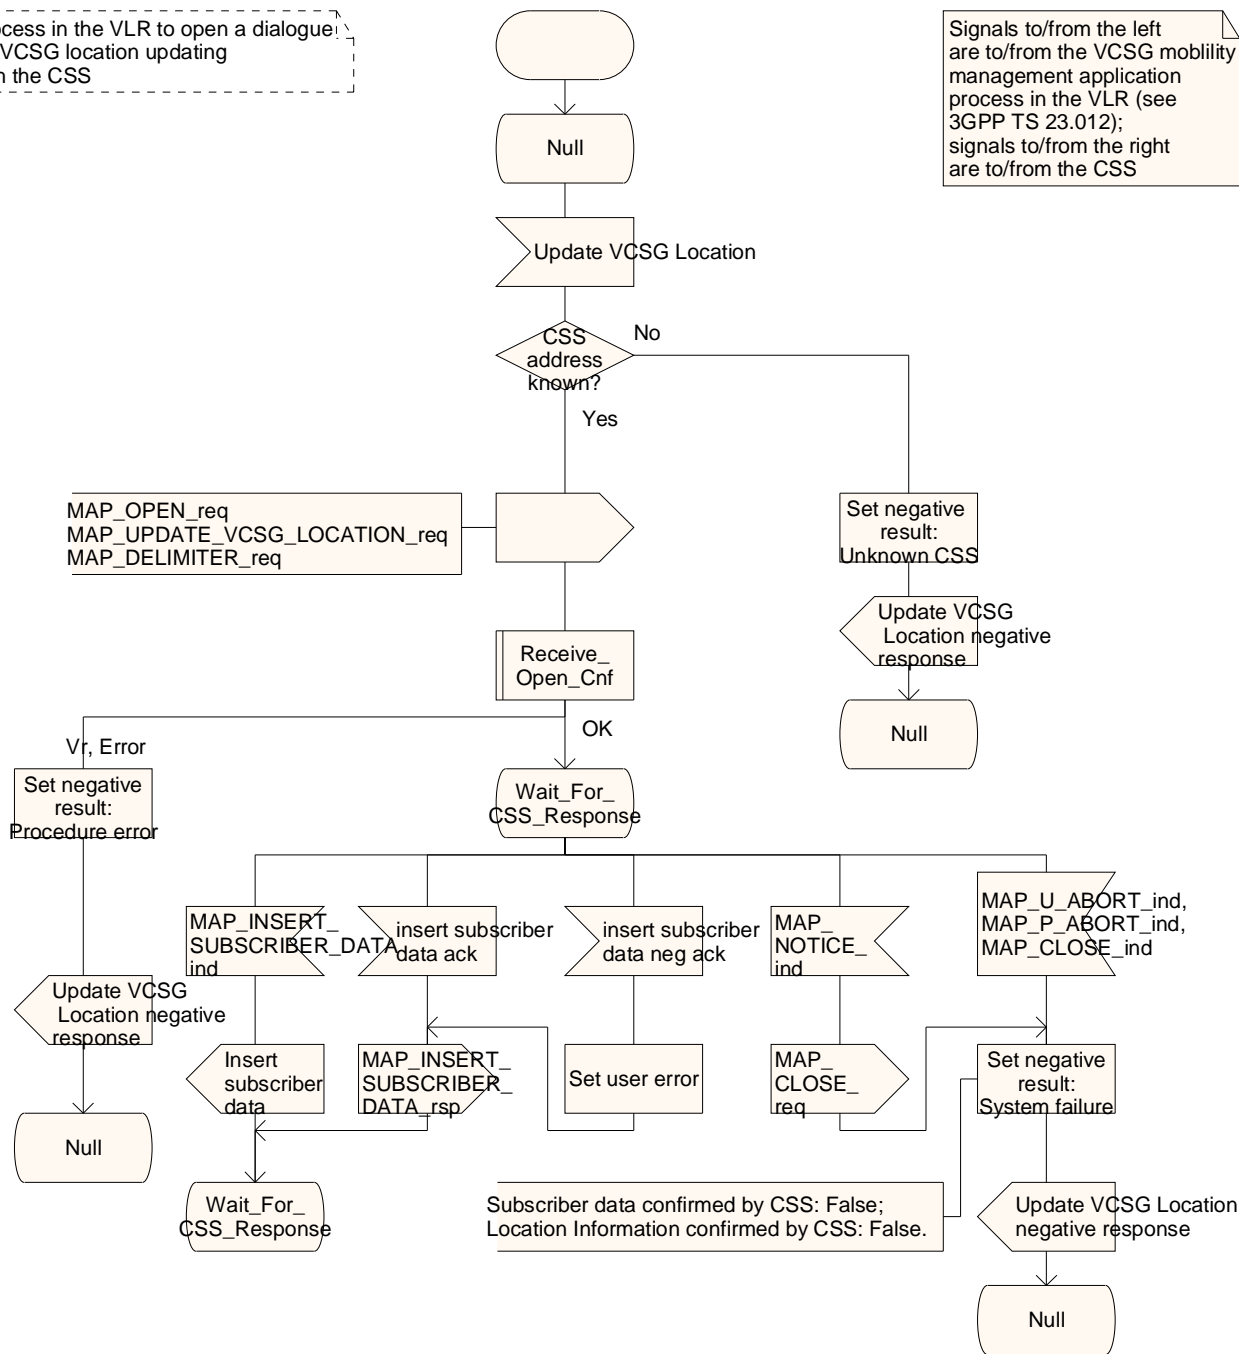 cess in the VLR to open a dialogue
VCSG location updating
the CSS
Signals to/from the left
are to/from the VCSG moblility
management application
process in the VLR (see
3GPP TS 23.012);
signals to/from the right
are to/from the CSS
Null
Update VCSG Location
CSS
address
known?
No
Yes
MAP_OPEN_req
MAP_UPDATE_VCSG_LOCATION_req
MAP_DELIMITER_req
Set negative
result:
Unknown CSS
Update VCSG
Location negative
response
Null
Receive_
Open_Cnf
OK
Vr, Error
Set negative
result:
Procedure error
Wait_For_
CSS_Response
MAP_INSERT_
SUBSCRIBER_DATA_
ind
insert subscriber
data ack
insert subscriber
data neg ack
MAP_
NOTICE_
ind
MAP_U_ABORT_ind,
MAP_P_ABORT_ind,
MAP_CLOSE_ind
Update VCSG
Location negative
response
Insert
subscriber
data
MAP_INSERT_
SUBSCRIBER_
DATA_rsp
Set user error
MAP_
CLOSE_
req
Set negative
result:
System failure
Null
Wait_For_
CSS_Response
Subscriber data confirmed by CSS: False;
Location Information confirmed by CSS: False.
Update VCSG Location
negative response
Null